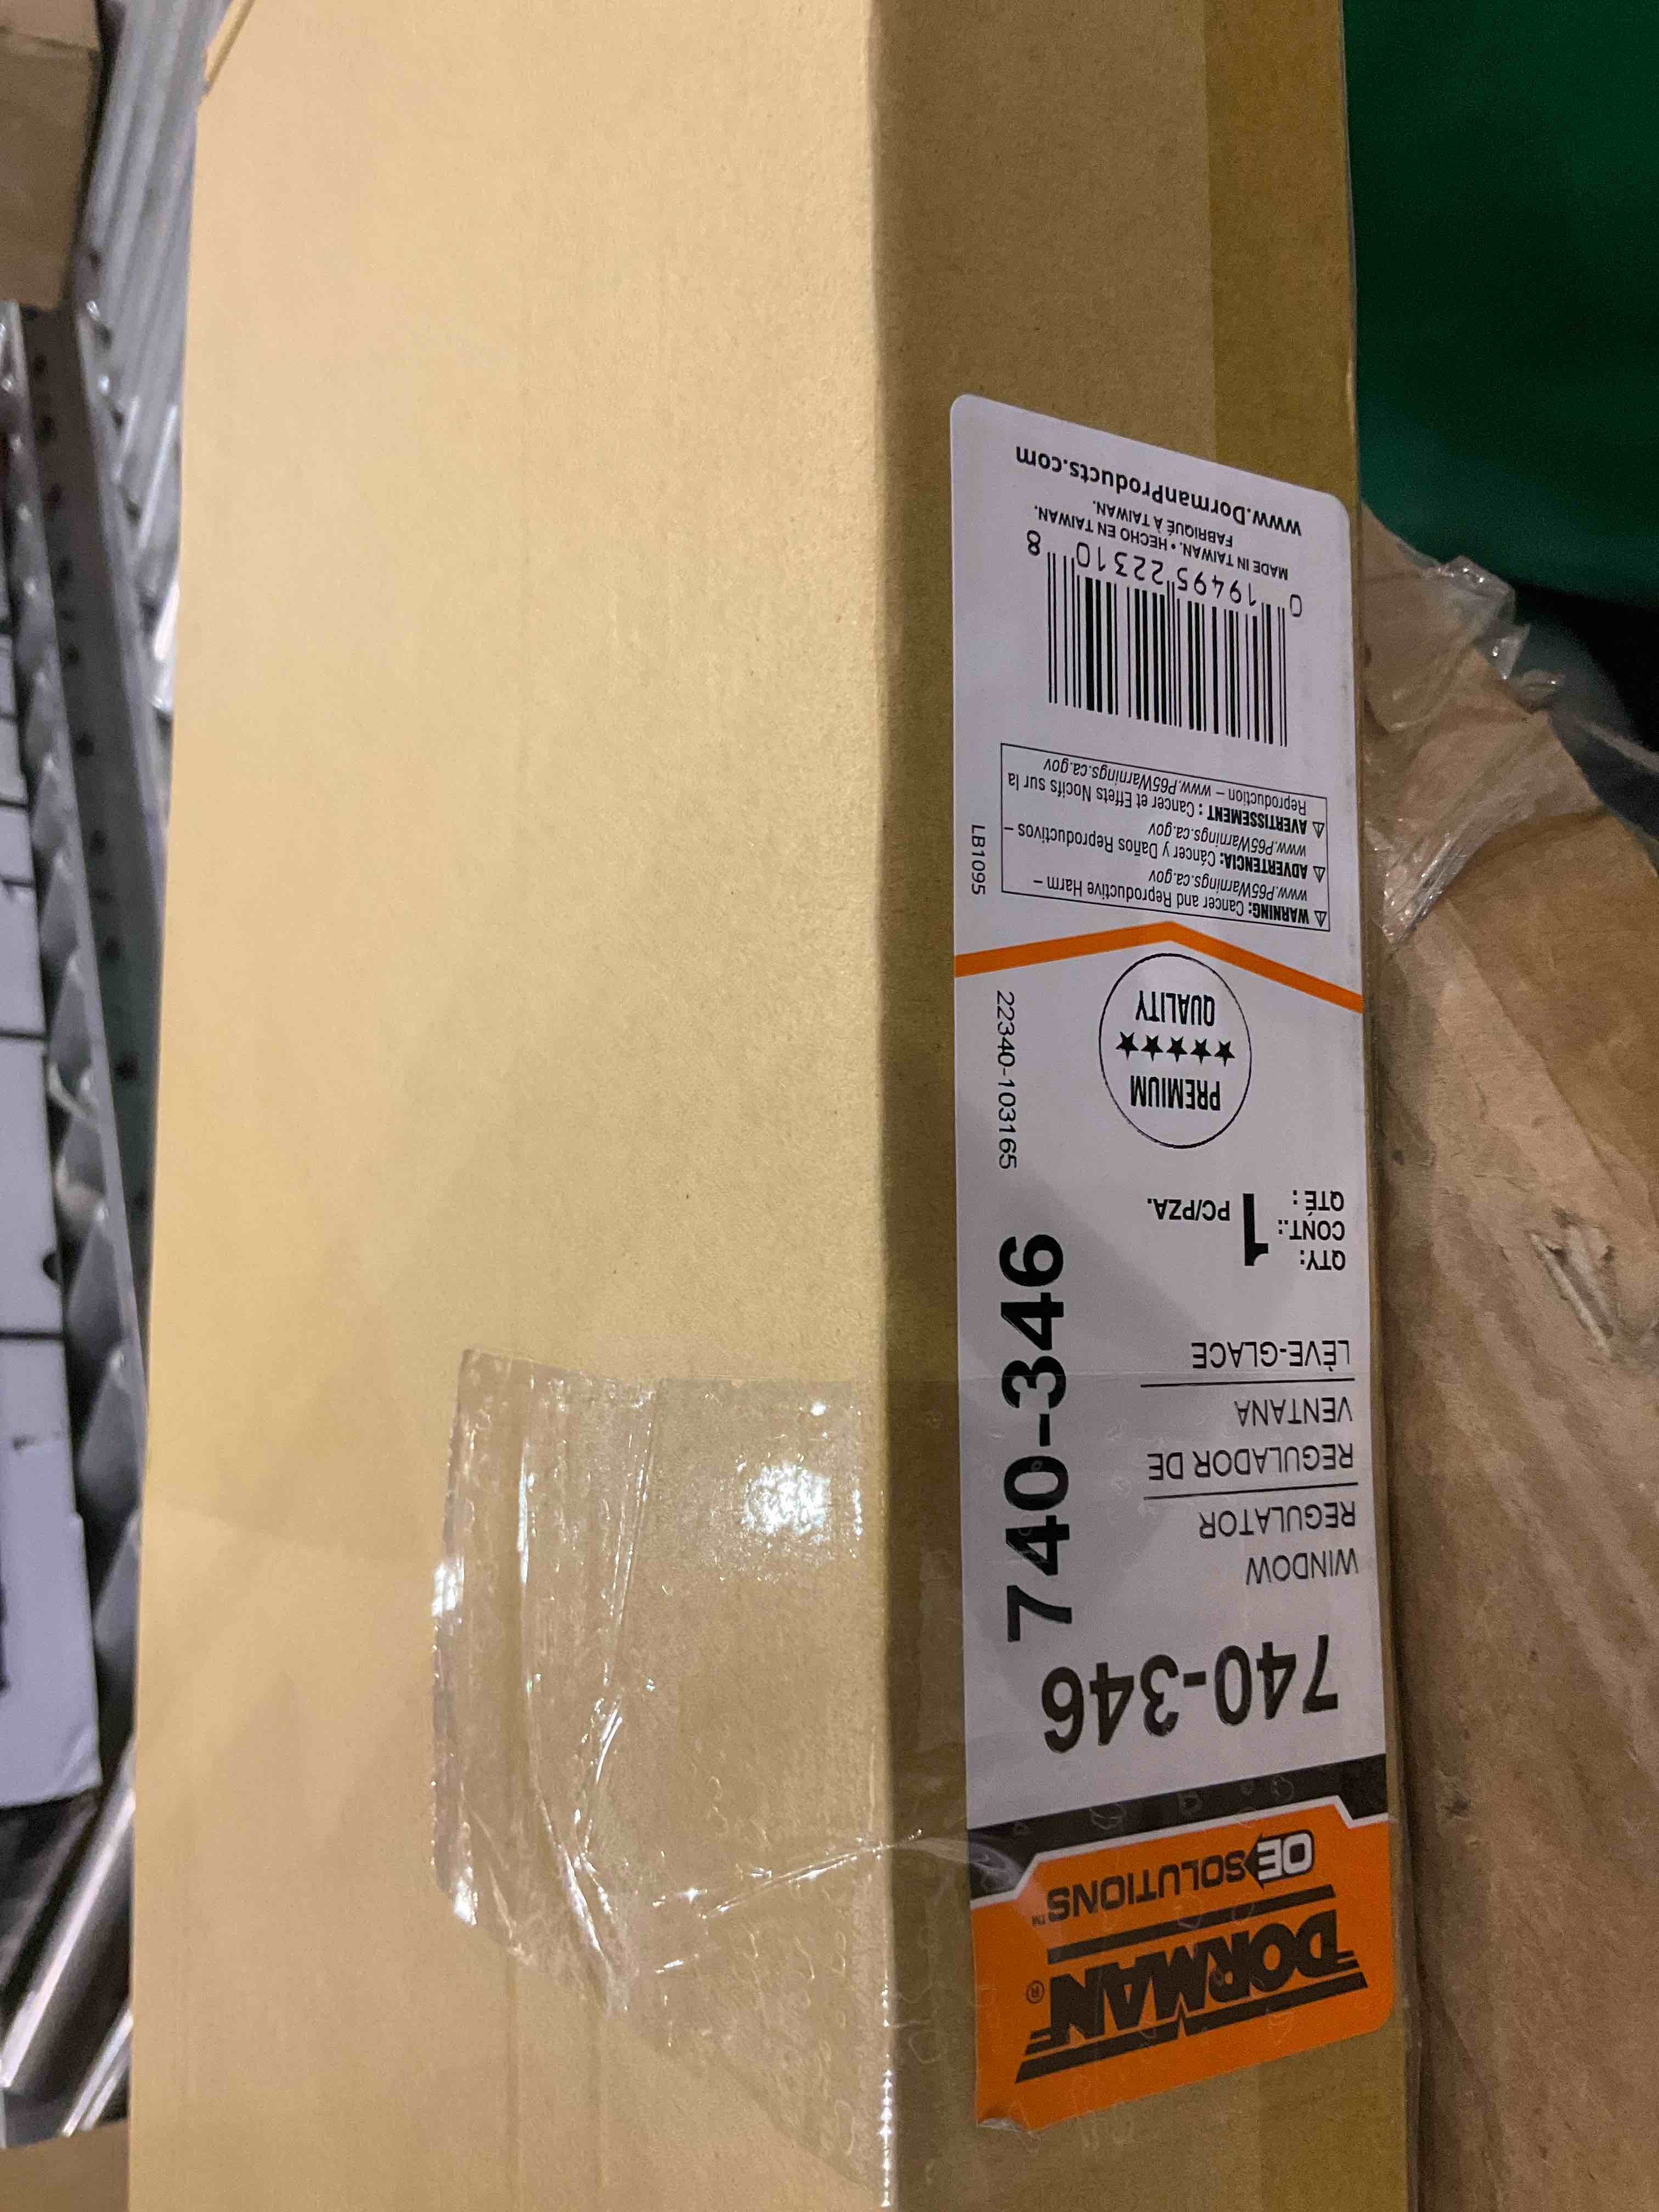 DORMAN®
OE SOLUTIONS™
740-346
740-346
WINDOW
REGULATOR
REGULADOR DE
VENTANA
LÈVE-GLACE
QTY:
CONT.:
QTÉ :
1 PC/PZA.
22340-103165
PREMIUM
★★★★★
QUALITY
LB1095
⚠ WARNING: Cancer and Reproductive Harm –
www.P65Warnings.ca.gov
⚠ ADVERTENCIA: Cáncer y Daños Reproductivos –
www.P65Warnings.ca.gov
⚠ AVERTISSEMENT : Cancer et Effets Nocifs sur la
Reproduction – www.P65Warnings.ca.gov
0 19495 22310 8
MADE IN TAIWAN. • HECHO EN TAIWAN.
FABRIQUÉ À TAIWAN.
www.DormanProducts.com